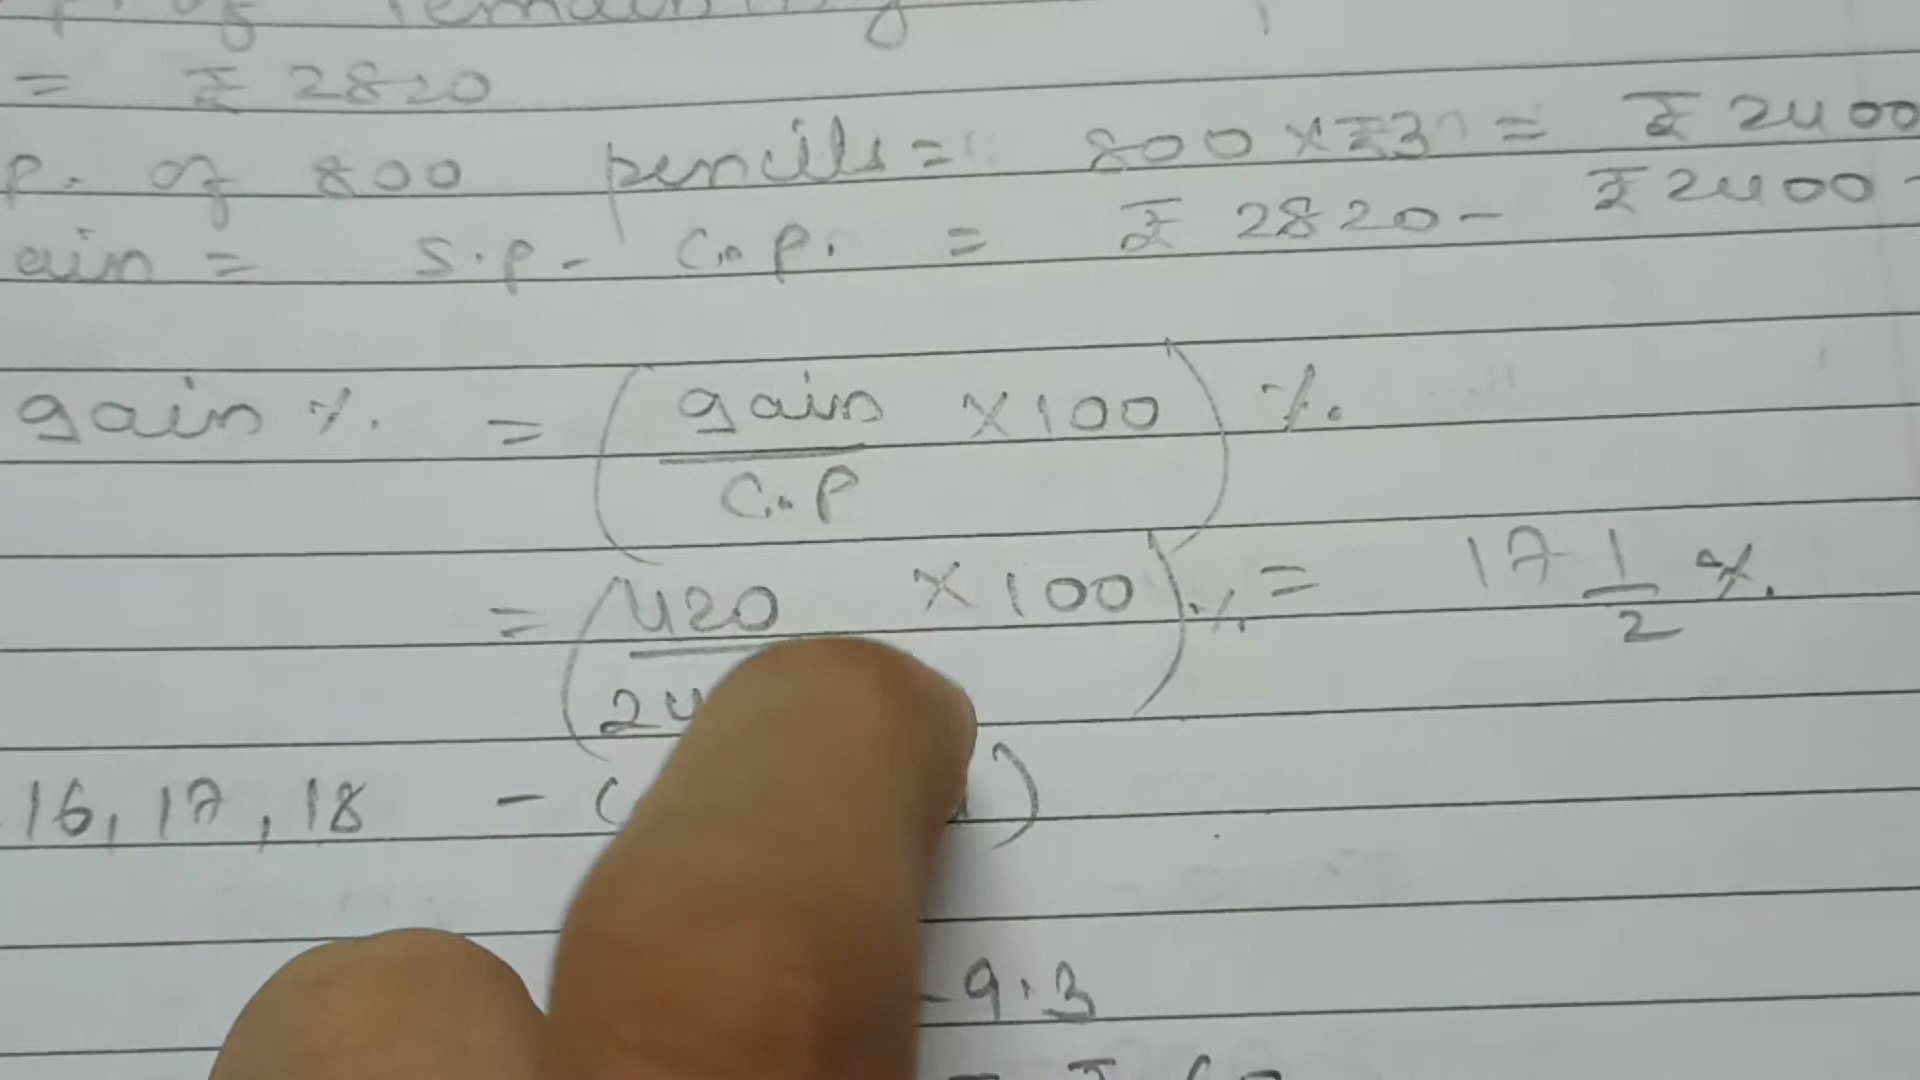 = ₹ 2820
P. of 800 pencils = 800 × ₹3 = ₹ 2400
ain = S.P - C.P. = ₹ 2820 - ₹ 2400
gain %. = (gain/C.P × 100) %.
= (420/24 × 100) %. = 17 1/2 %.
16, 17, 18 - ( )
- 9.3